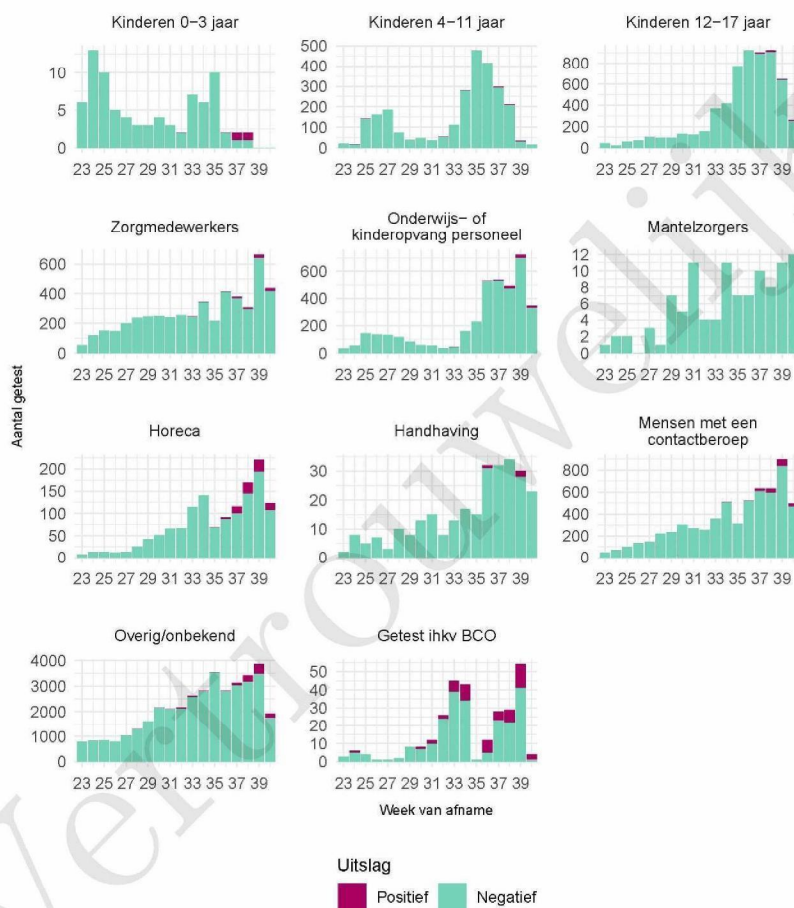 Kinderen 0−3 jaar
Kinderen 4−11 jaar
Kinderen 12−17 jaar
10
5
0
500
400
300
200
100
0
800
600
400
200
0
23 25 27 29 31 33 35 37 39
23 25 27 29 31 33 35 37 39
23 25 27 29 31 33 35 37 39
Zorgmedewerkers
Onderwijs− of
kinderopvang personeel
Mantelzorgers
600
400
200
0
600
400
200
0
12
10
8
6
4
2
0
23 25 27 29 31 33 35 37 39
23 25 27 29 31 33 35 37 39
23 25 27 29 31 33 35 37 39
Aantal getest
Horeca
Handhaving
Mensen met een
contactberoep
200
150
100
50
0
30
20
10
0
800
600
400
200
0
23 25 27 29 31 33 35 37 39
23 25 27 29 31 33 35 37 39
23 25 27 29 31 33 35 37 39
Overig/onbekend
Getest ihkv BCO
4000
3000
2000
1000
0
50
40
30
20
10
0
23 25 27 29 31 33 35 37 39
23 25 27 29 31 33 35 37 39
Week van afname
Uitslag
Positief
Negatief
Vertrouwelijk